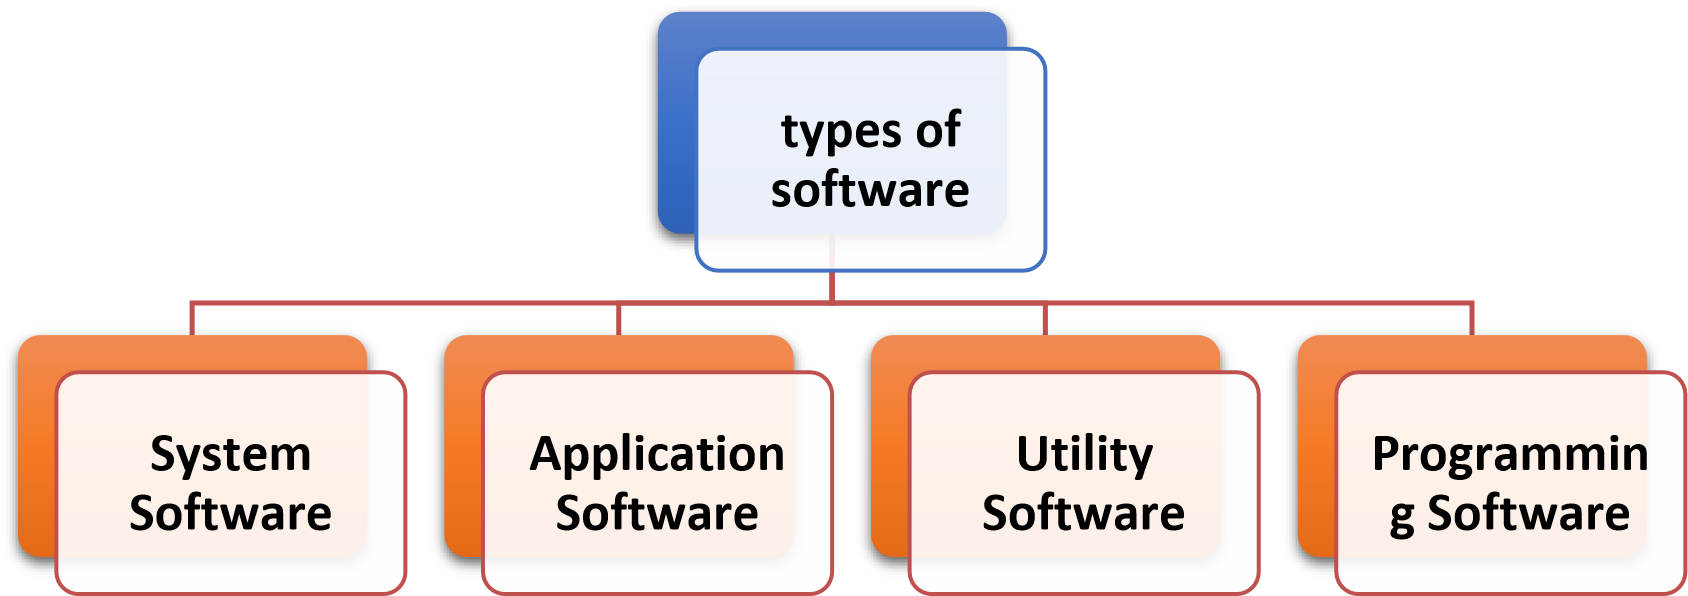 types of
software
System
Software
Application
Software
Utility
Software
Programmin
g Software